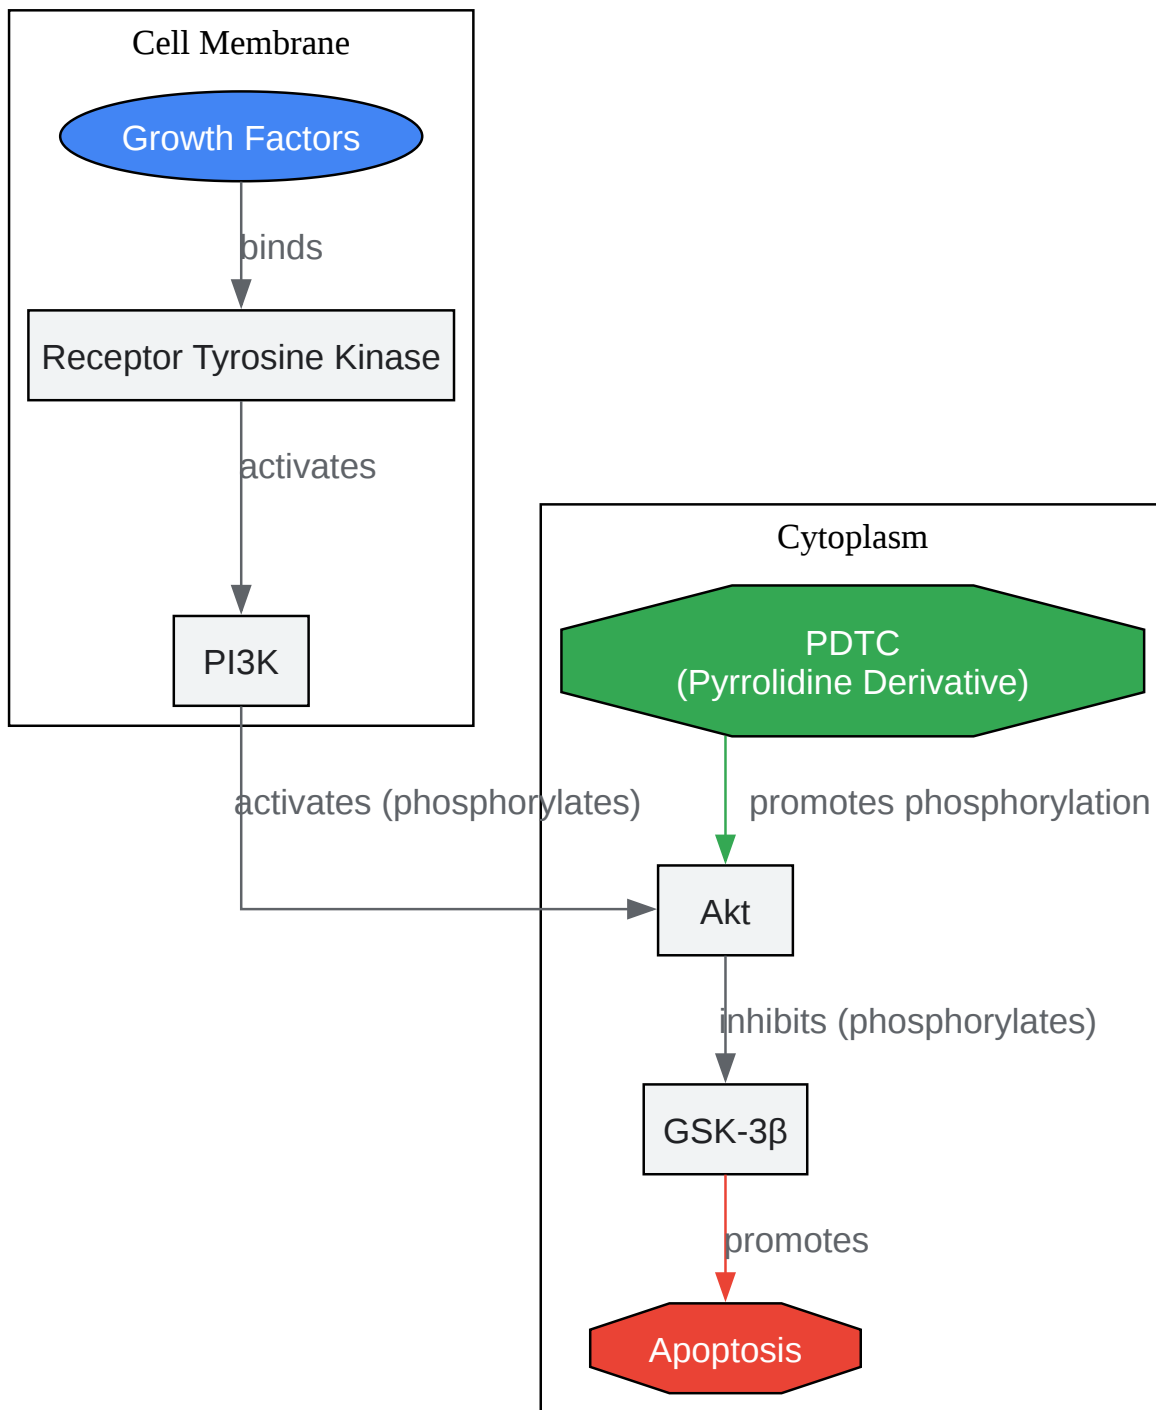 Cell Membrane
Growth Factors
binds
Receptor Tyrosine Kinase
activates
PI3K
activates (phosphorylates)
Cytoplasm
PDTC
(Pyrrolidine Derivative)
promotes phosphorylation
Akt
inhibits (phosphorylates)
GSK-3β
promotes
Apoptosis